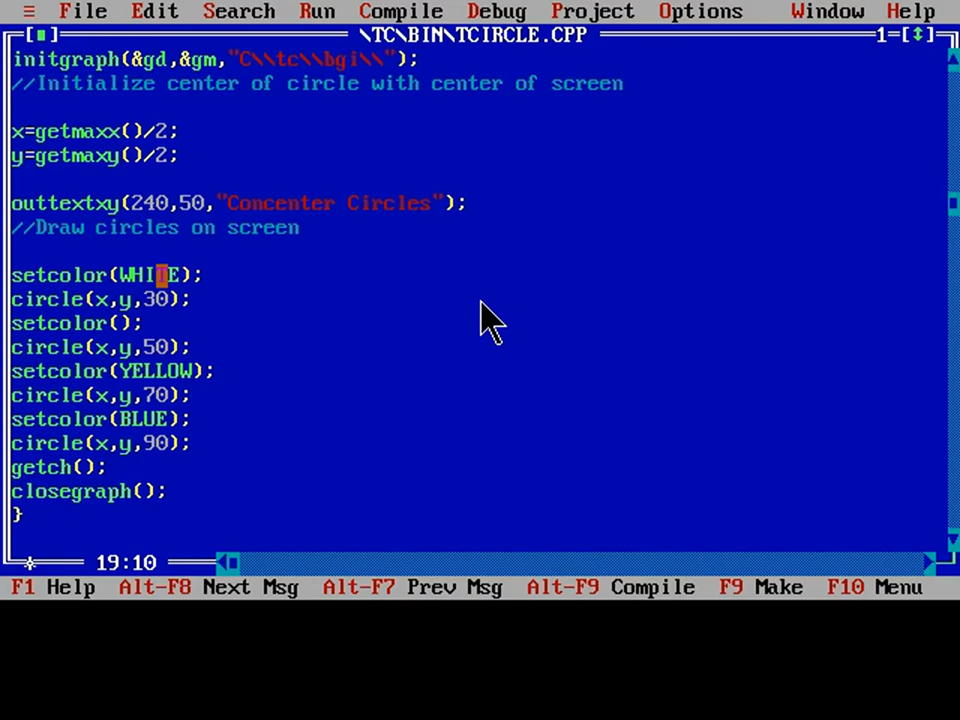 ≡ File Edit Search Run Compile Debug Project Options Window Help
[■] \TC\BIN\TCIRCLE.CPP 1=[↕]
initgraph(&gd,&gm,"C\\tc\\bgi\\");
//Initialize center of circle with center of screen
x=getmaxx()/2;
y=getmaxy()/2;
outtextxy(240,50,"Concenter Circles");
//Draw circles on screen
setcolor(WHITE);
circle(x,y,30);
setcolor();
circle(x,y,50);
setcolor(YELLOW);
circle(x,y,70);
setcolor(BLUE);
circle(x,y,90);
getch();
closegraph();
}
19:10
F1 Help Alt-F8 Next Msg Alt-F7 Prev Msg Alt-F9 Compile F9 Make F10 Menu